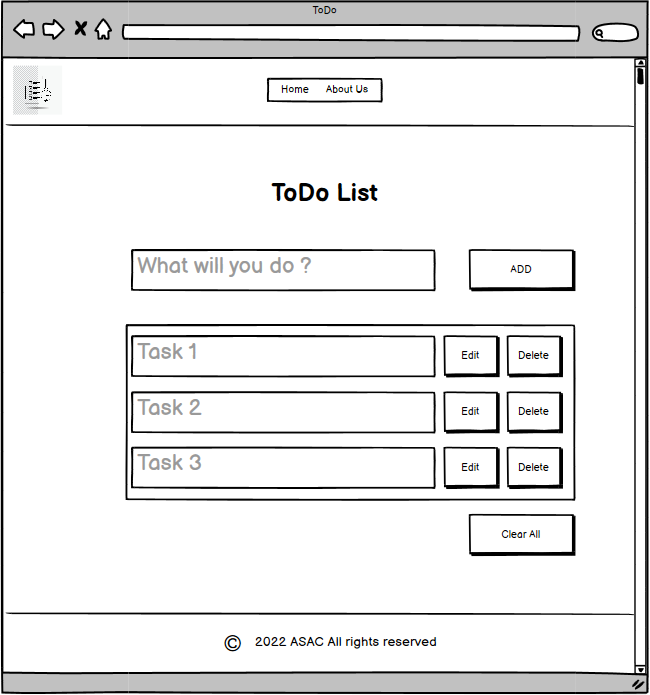 ToDo
Home About Us
ToDo List
What will you do ?
ADD
Task 1 Edit Delete
Task 2 Edit Delete
Task 3 Edit Delete
Clear All
© 2022 ASAC All rights reserved